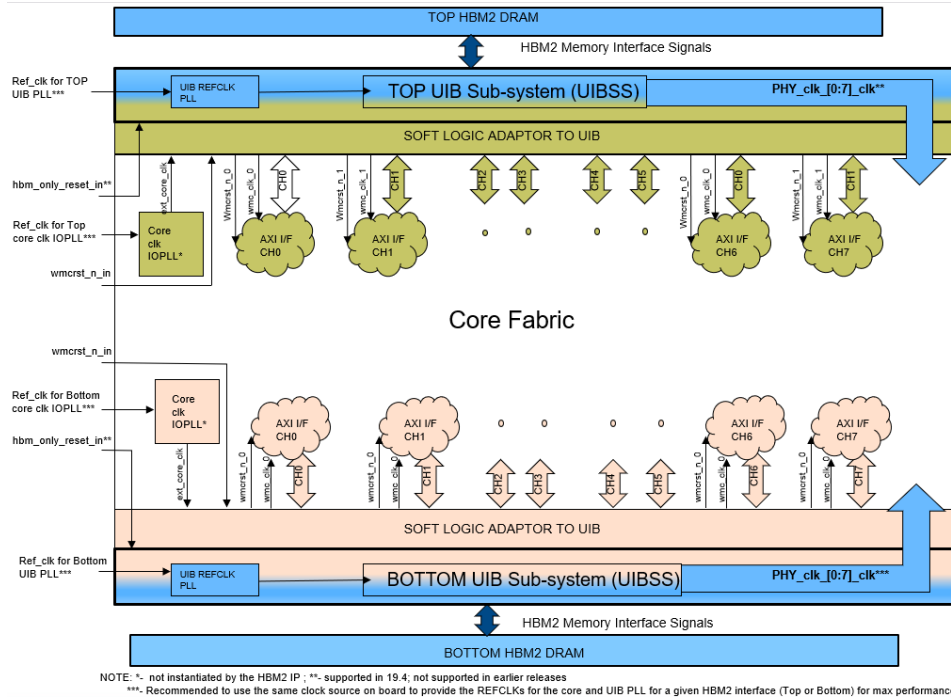 TOP HBM2 DRAM
HBM2 Memory Interface Signals
Ref_clk for TOP
UIB PLL***
UIB REFCLK
PLL
TOP UIB Sub-system (UIBSS)
PHY_clk_[0:7]_clk**
SOFT LOGIC ADAPTOR TO UIB
hbm_only_reset_in**
ext_core_clk
Wmcrst_n_0
wmc_clk_0
CH0
Wmcrst_n_1
wmc_clk_1
CH1
CH2
CH3
CH4
CH5
Wmcrst_n_0
wmc_clk_0
CH0
Wmcrst_n_1
wmc_clk_1
CH1
Ref_clk for Top
core clk IOPLL***
Core
clk
IOPLL*
AXI I/F
CH0
AXI I/F
CH1
AXI I/F
CH6
AXI I/F
CH7
wmcrst_n_in
Core Fabric
wmcrst_n_in
Ref_clk for Bottom
core clk IOPLL***
Core
clk
IOPLL*
AXI I/F
CH0
AXI I/F
CH1
AXI I/F
CH6
AXI I/F
CH7
hbm_only_reset_in**
ext_core_clk
wmcrst_n_0
wmc_clk_0
CH0
wmcrst_n_0
wmc_clk_0
CH1
CH2
CH3
CH4
CH5
wmcrst_n_0
wmc_clk_0
CH6
wmcrst_n_0
wmc_clk_0
CH7
SOFT LOGIC ADAPTOR TO UIB
Ref_clk for Bottom
UIB PLL***
UIB REFCLK
PLL
BOTTOM UIB Sub-system (UIBSS)
PHY_clk_[0:7]_clk***
HBM2 Memory Interface Signals
BOTTOM HBM2 DRAM
NOTE: *- not instantiated by the HBM2 IP ; **- supported in 19.4; not supported in earlier releases
***- Recommended to use the same clock source on board to provide the REFCLKs for the core and UIB PLL for a given HBM2 interface (Top or Bottom) for max performance